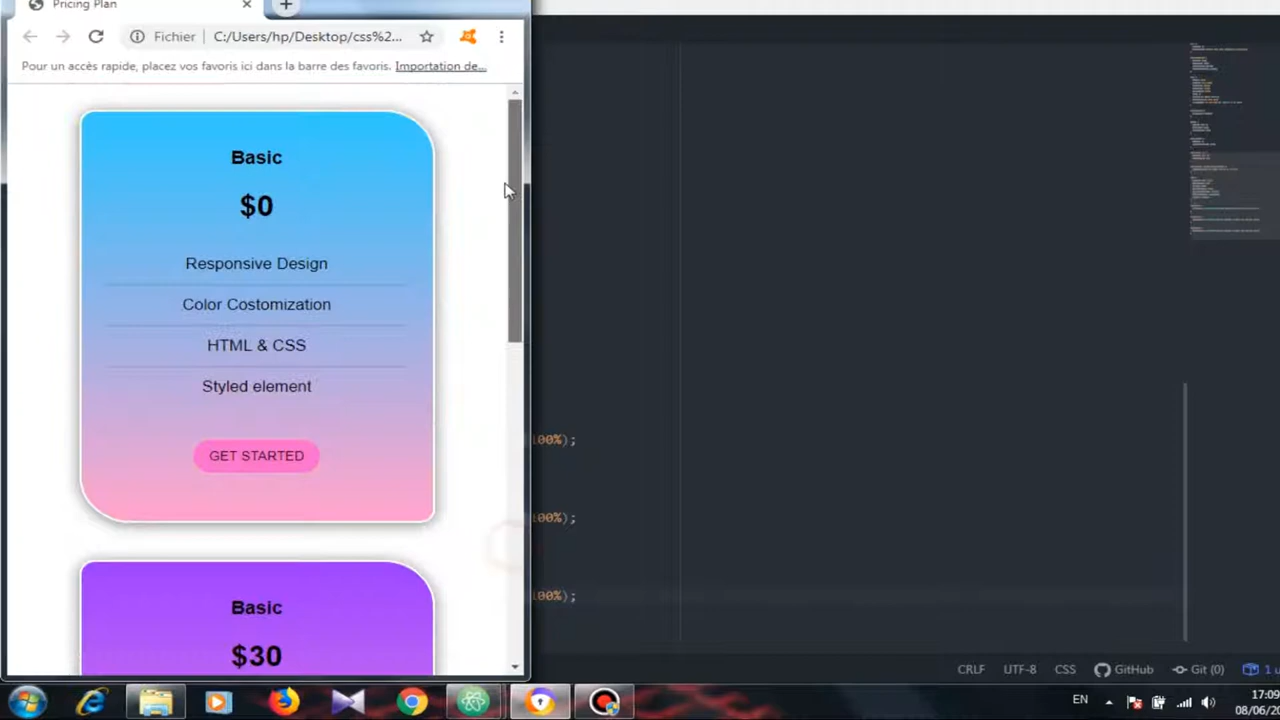 Pricing Plan
Fichier C:/Users/hp/Desktop/css%2...
Pour un accès rapide, placez vos favoris ici dans la barre des favoris. Importation de...
Basic
$0
Responsive Design
Color Costomization
HTML & CSS
Styled element
GET STARTED
Basic
$30
100%);
100%);
100%);
CRLF UTF-8 CSS GitHub Git (0) 1 u
EN 17:09
08/06/20